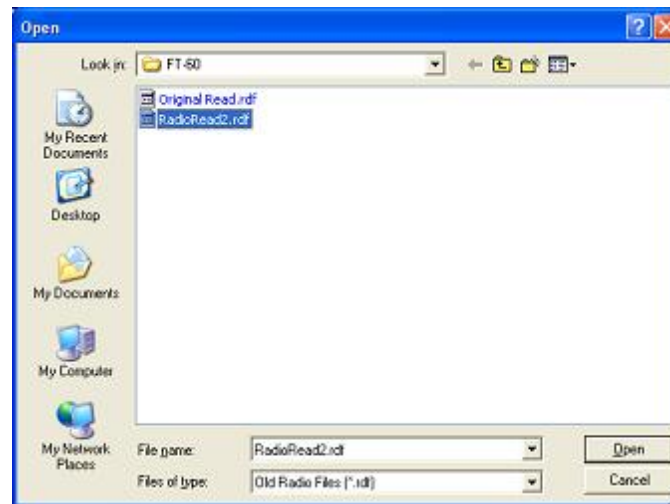 Open
Look in:
FT-60
Original Read.rdf
RadioRead2.rdf
My Recent
Documents
Desktop
My Documents
My Computer
My Network
Places
File name:
RadioRead2.rdf
Open
Files of type:
Old Radio Files (*.rdf)
Cancel